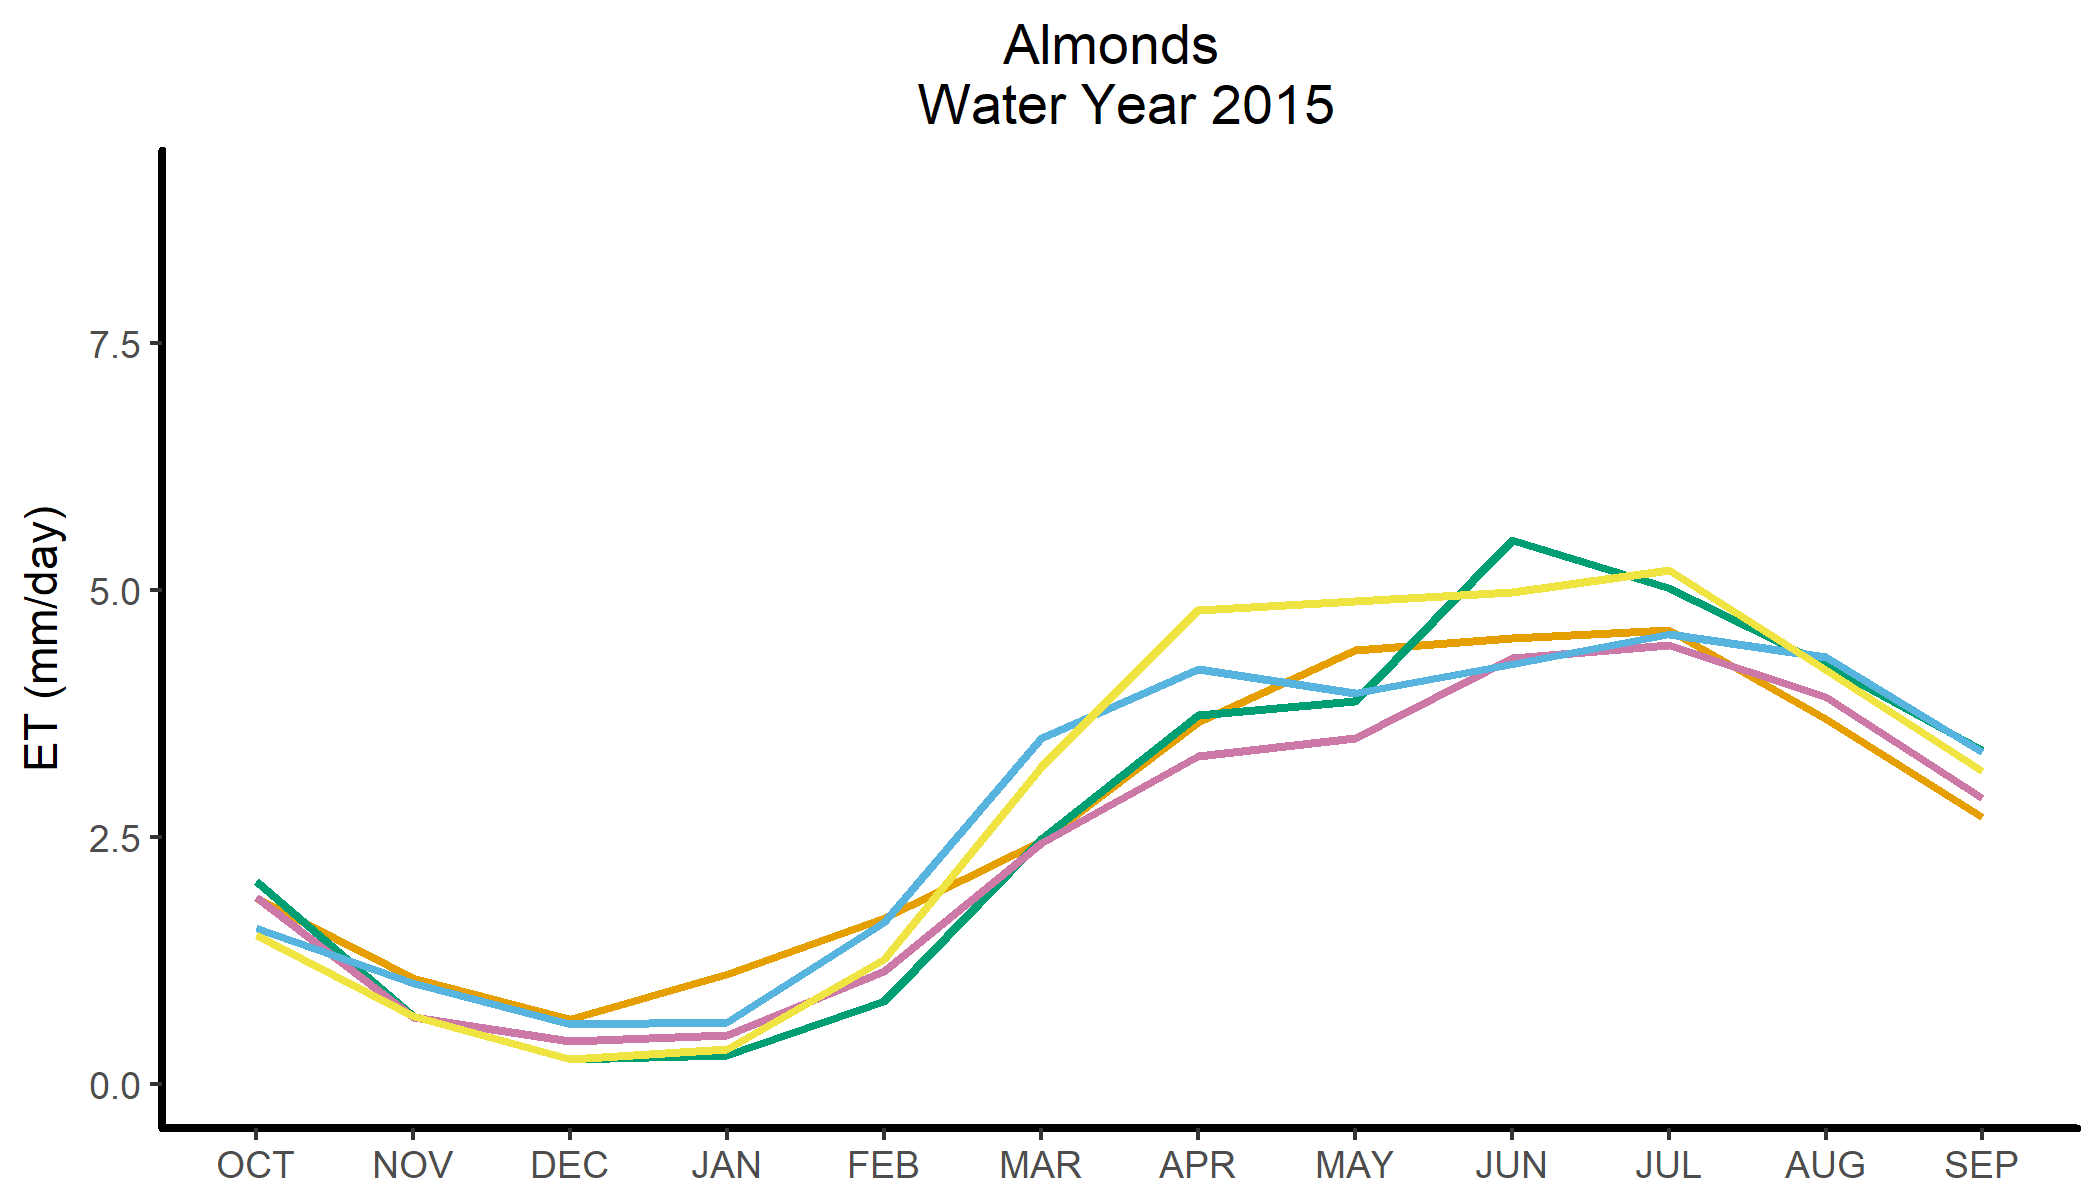 Almonds
Water Year 2015
ET (mm/day)
7.5
5.0
2.5
0.0
OCT NOV DEC JAN FEB MAR APR MAY JUN JUL AUG SEP